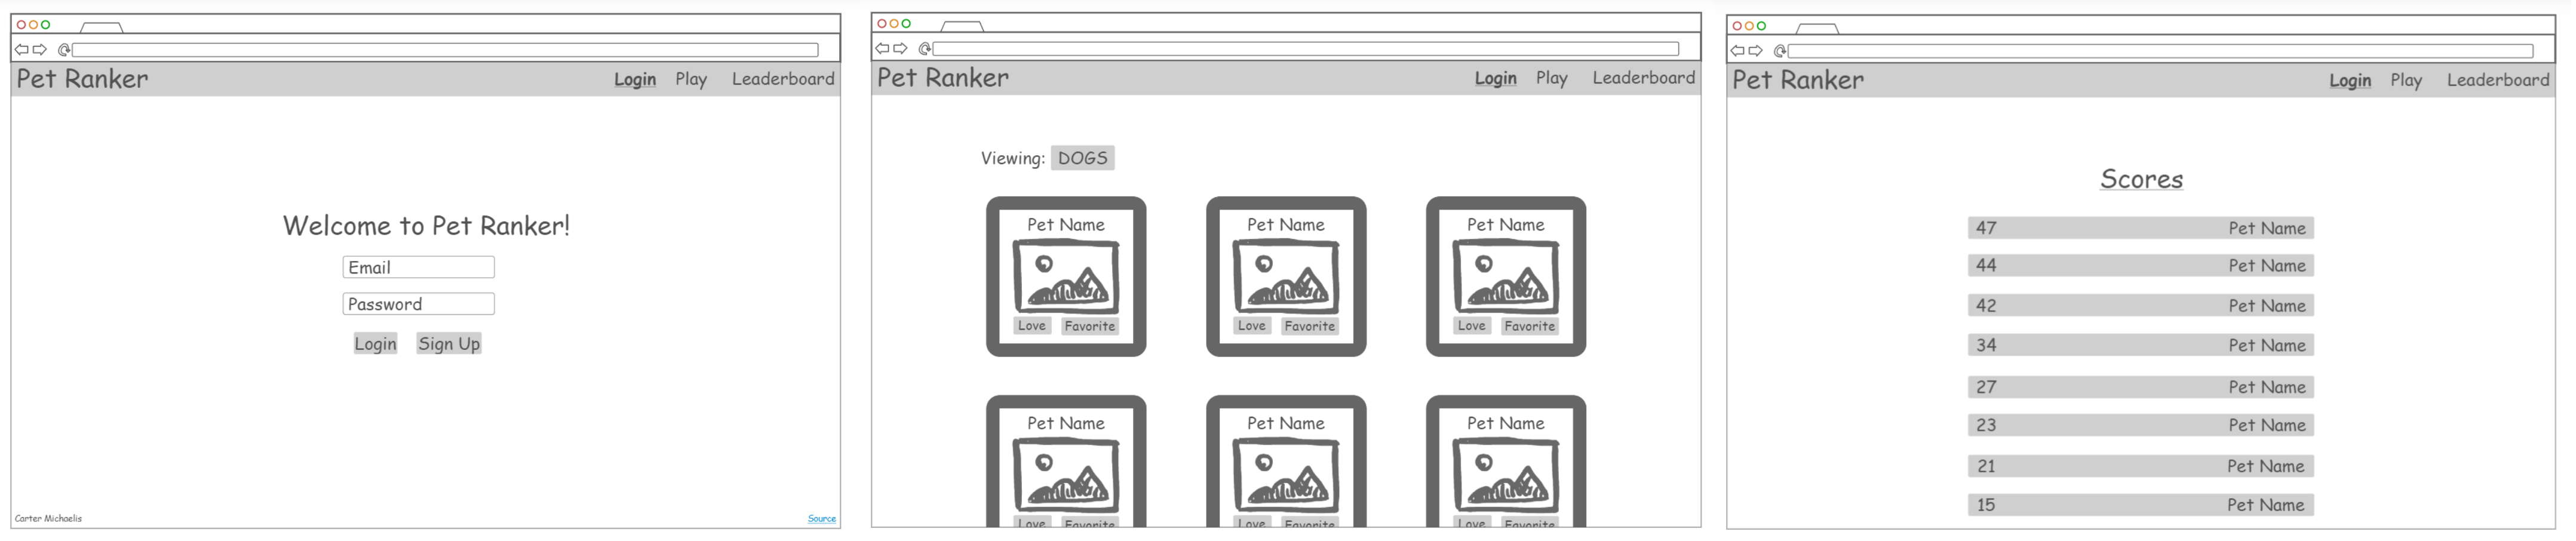 Pet Ranker Login Play Leaderboard
Welcome to Pet Ranker!
Email
Password
Login Sign Up
Carter Michaelis Source
Pet Ranker Login Play Leaderboard
Viewing: DOGS
Pet Name Pet Name Pet Name
Love Favorite Love Favorite Love Favorite
Pet Name Pet Name Pet Name
Love Favorite Love Favorite Love Favorite
Pet Ranker Login Play Leaderboard
Scores
47 Pet Name
44 Pet Name
42 Pet Name
34 Pet Name
27 Pet Name
23 Pet Name
21 Pet Name
15 Pet Name